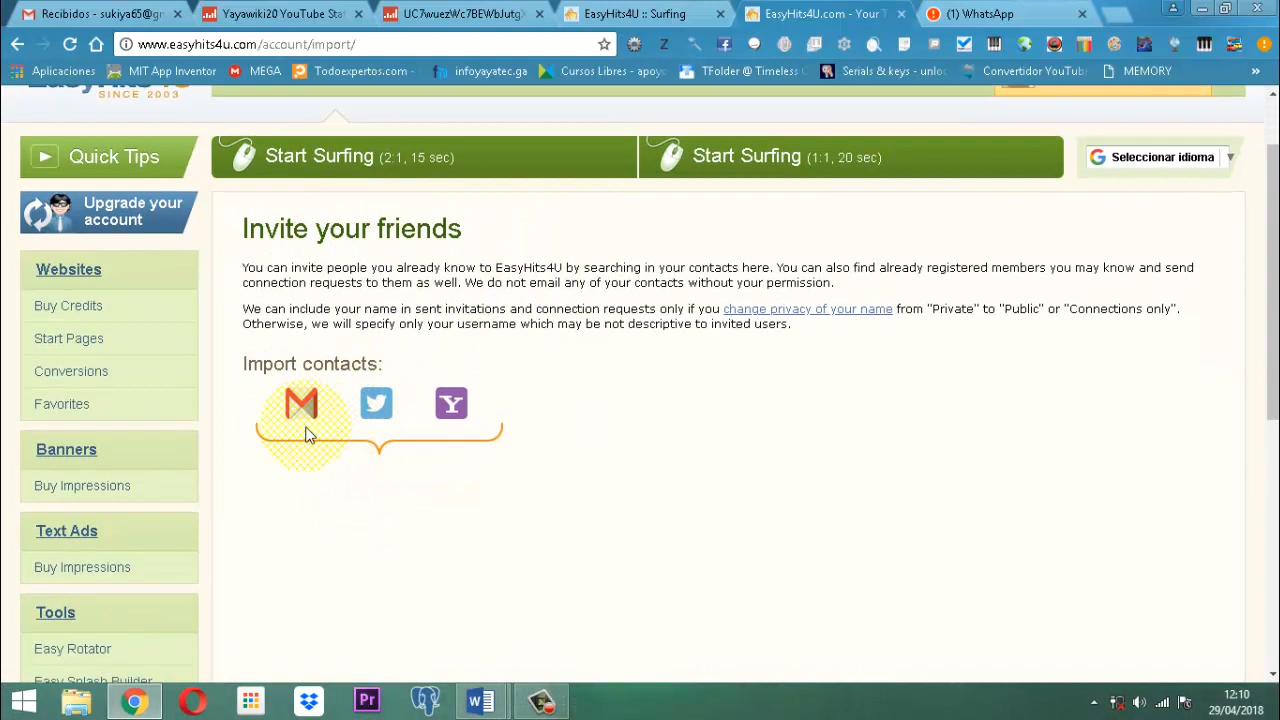 Recibidos - sukiya65@gm
Yayawiki20 YouTube Stat
UC7wuezWc7BEWbJutgX
EasyHits4U :: Surfing
EasyHits4U.com - Your T
(1) WhatsApp
www.easyhits4u.com/account/import/
Aplicaciones
MIT App Inventor
MEGA
Todoexpertos.com -
infoyayatec.ga
Cursos Libres - apoyo
TFolder @ Timeless
Serials & keys - unloc
Convertidor YouTube
MEMORY
»
SINCE 2003
Quick Tips
Start Surfing (2:1, 15 sec)
Start Surfing (1:1, 20 sec)
Seleccionar idioma
Upgrade your
account
Websites
Buy Credits
Start Pages
Conversions
Favorites
Banners
Buy Impressions
Text Ads
Buy Impressions
Tools
Easy Rotator
Easy Splash Builder
Invite your friends
You can invite people you already know to EasyHits4U by searching in your contacts here. You can also find already registered members you may know and send
connection requests to them as well. We do not email any of your contacts without your permission.
We can include your name in sent invitations and connection requests only if you change privacy of your name from "Private" to "Public" or "Connections only".
Otherwise, we will specify only your username which may be not descriptive to invited users.
Import contacts:
12:10
29/04/2018